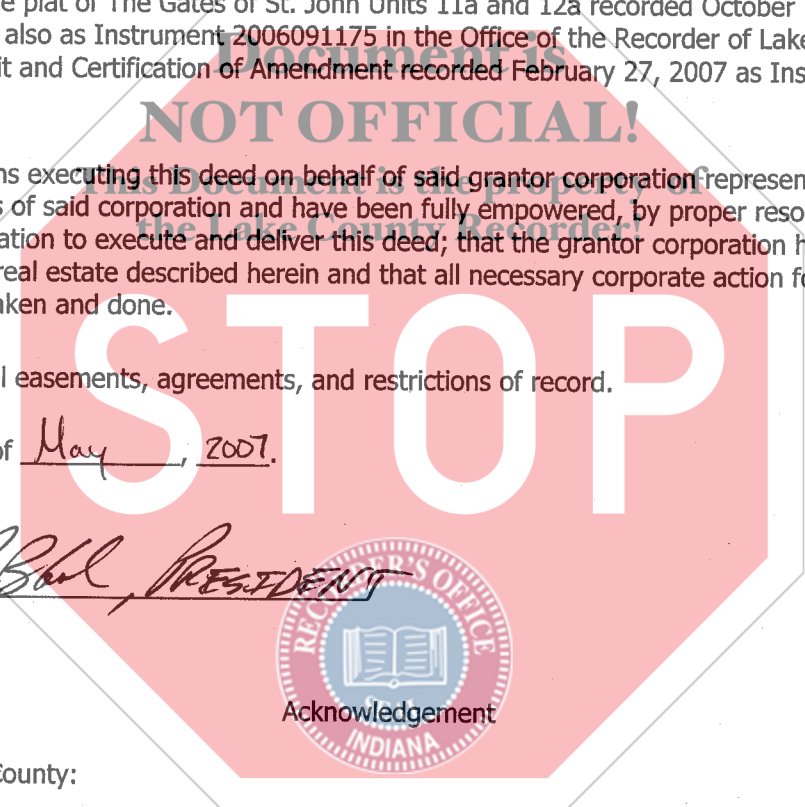 e plat of The Gates of St. John Units 11a and 12a recorded October
also as Instrument 2006091175 in the Office of the Recorder of Lake
it and Certification of Amendment recorded February 27, 2007 as Ins
Document is
NOT OFFICIAL!
This Document is the property of
the Lake County Recorder!
ns executing this deed on behalf of said grantor corporation represen
s of said corporation and have been fully empowered, by proper reso
ation to execute and deliver this deed; that the grantor corporation h
real estate described herein and that all necessary corporate action fo
aken and done.
STOP
l easements, agreements, and restrictions of record.
of May, 2007.
, PRESIDENT
RECORDER'S OFFICE
SEAL
INDIANA
Acknowledgement
County: